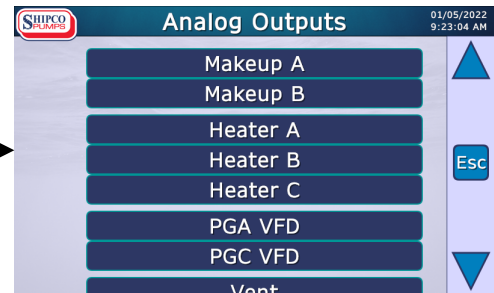 SHIPCO
PUMPS
Analog Outputs
01/05/2022
9:23:04 AM
Makeup A
Makeup B
Heater A
Heater B
Esc
Heater C
PGA VFD
PGC VFD
Vent